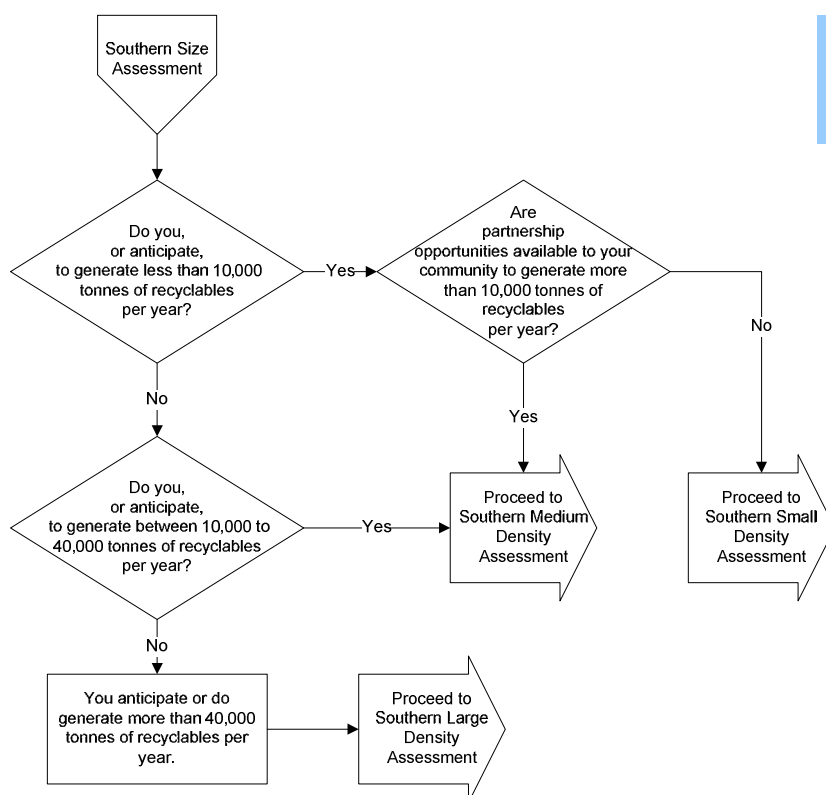 Southern Size
Assessment
Do you,
or anticipate,
to generate less than 10,000
tonnes of recyclables
per year?
Yes
Are
partnership
opportunities available to your
community to generate more
than 10,000 tonnes of
recyclables
per year?
No
No
Yes
Do you,
or anticipate,
to generate between 10,000 to
40,000 tonnes of recyclables
per year?
Yes
Proceed to
Southern Medium
Density
Assessment
Proceed to
Southern Small
Density
Assessment
No
You anticipate or do
generate more than 40,000
tonnes of recyclables per
year.
Proceed to
Southern Large
Density
Assessment